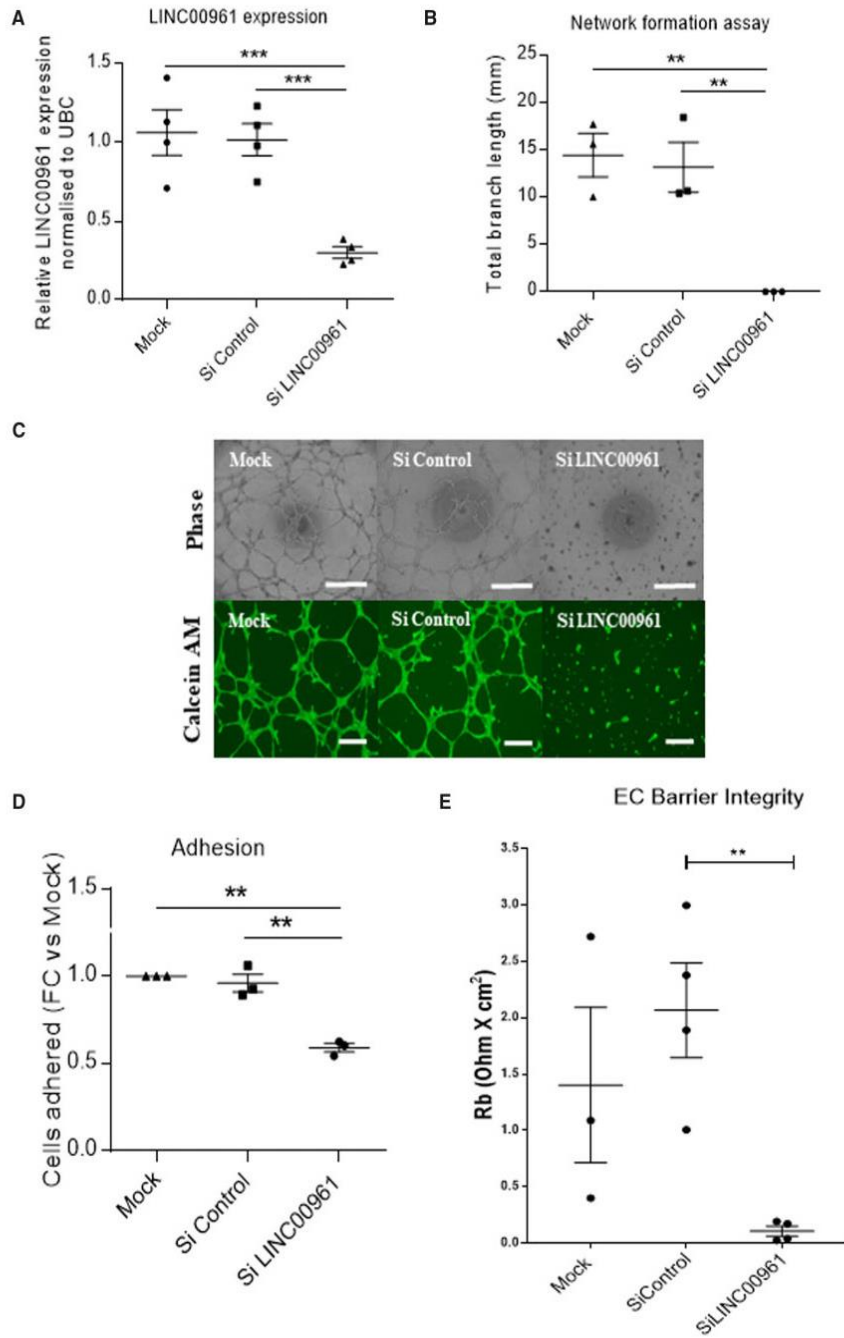 A
LINC00961 expression
Relative LINC00961 expression
normalised to UBC
1.5
1.0
0.5
0.0
***
***
Mock
Si Control
Si LINC00961
B
Network formation assay
Total branch length (mm)
25
20
15
10
5
0
**
**
Mock
Si Control
Si LINC00961
C
Phase
Mock
Si Control
Si LINC00961
Calcein AM
Mock
Si Control
Si LINC00961
D
Adhesion
Cells adhered (FC vs Mock)
1.5
1.0
0.5
0.0
**
**
Mock
Si Control
Si LINC00961
E
EC Barrier Integrity
Rb (Ohm X cm²)
3.5
3.0
2.5
2.0
1.5
1.0
0.5
0.0
**
Mock
SiControl
SiLINC00961